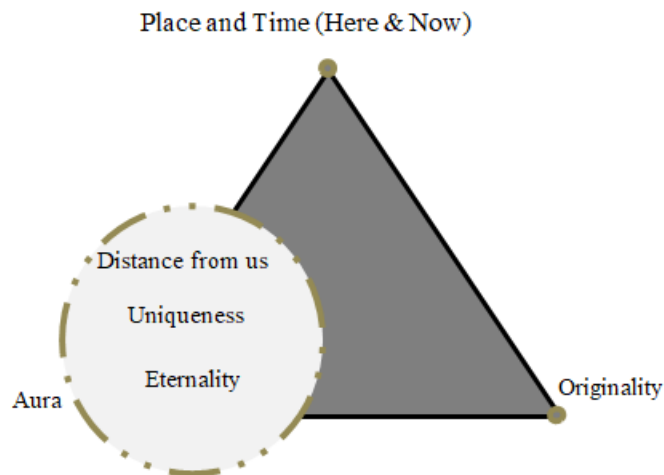 Place and Time (Here & Now)
Distance from us
Uniqueness
Eternality
Originality
Aura